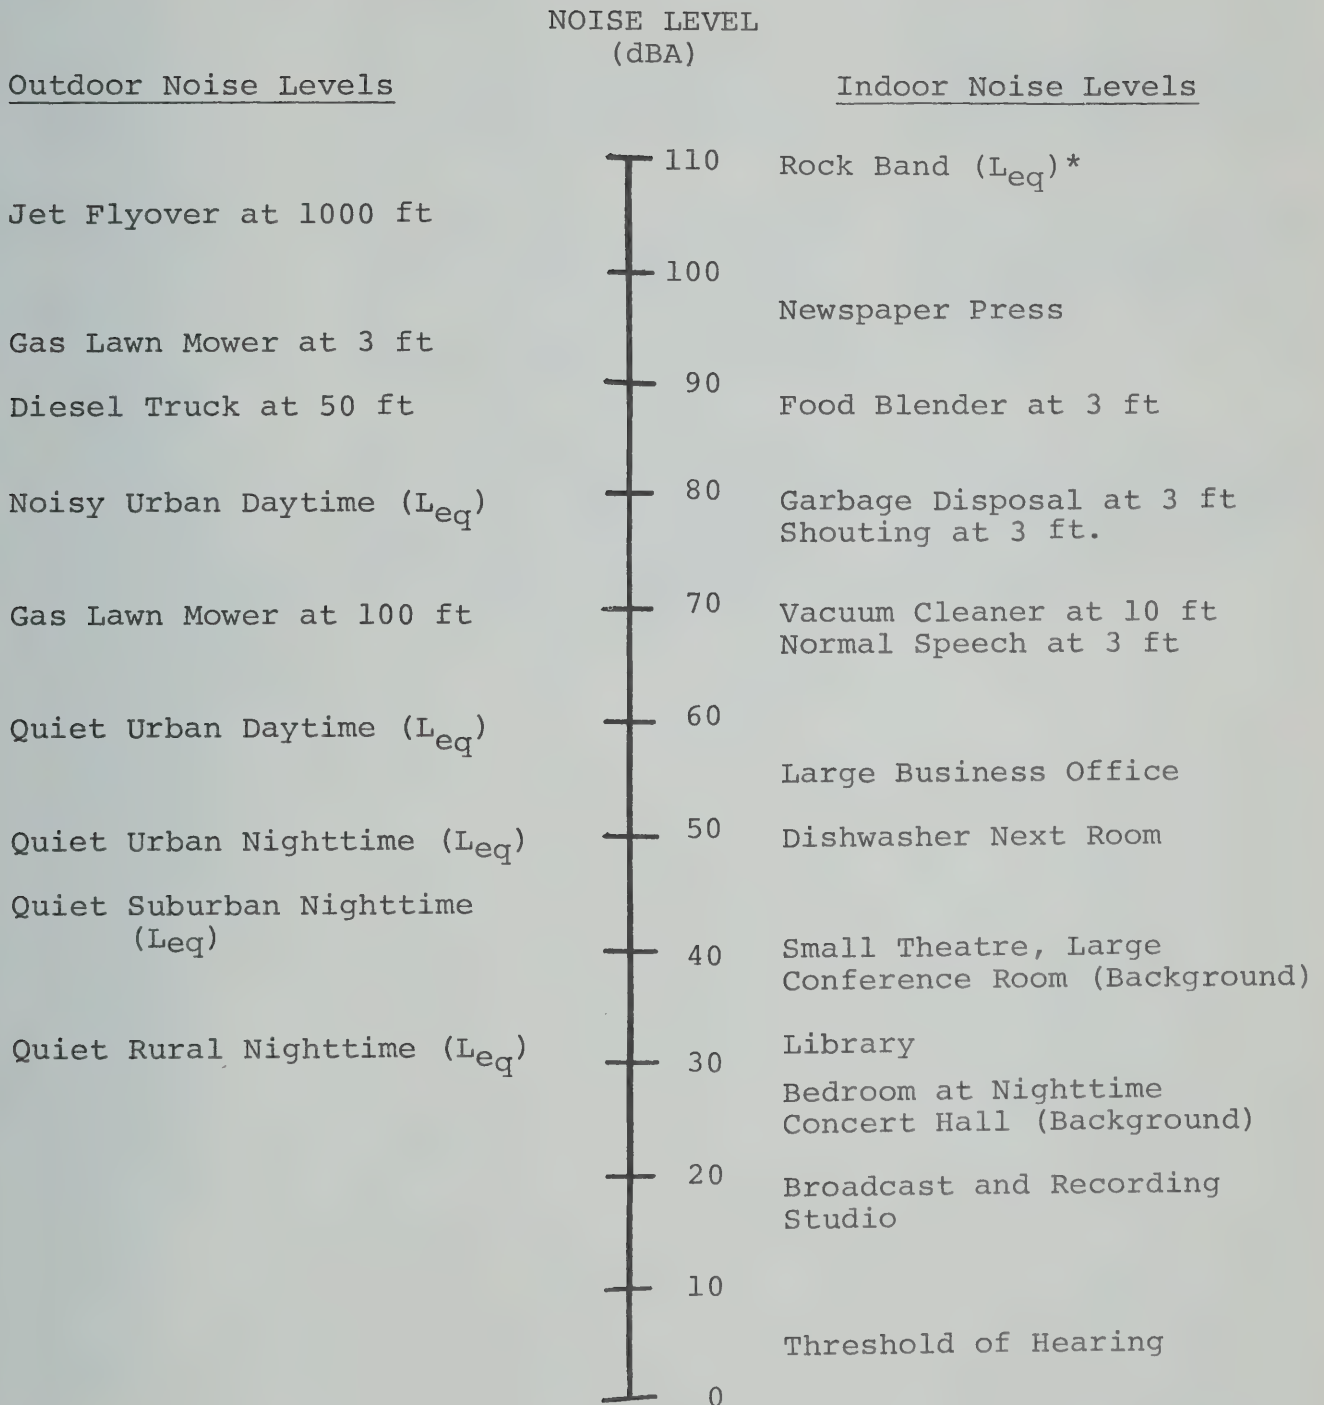 NOISE LEVEL
(dBA)
Outdoor Noise Levels
Indoor Noise Levels
110
Rock Band (Leq)*
Jet Flyover at 1000 ft
100
Newspaper Press
Gas Lawn Mower at 3 ft
90
Diesel Truck at 50 ft
Food Blender at 3 ft
Noisy Urban Daytime (Leq)
80
Garbage Disposal at 3 ft
Shouting at 3 ft.
Gas Lawn Mower at 100 ft
70
Vacuum Cleaner at 10 ft
Normal Speech at 3 ft
Quiet Urban Daytime (Leq)
60
Large Business Office
Quiet Urban Nighttime (Leq)
50
Dishwasher Next Room
Quiet Suburban Nighttime
(Leq)
40
Small Theatre, Large
Conference Room (Background)
Quiet Rural Nighttime (Leq)
30
Library
Bedroom at Nighttime
Concert Hall (Background)
20
Broadcast and Recording
Studio
10
Threshold of Hearing
0